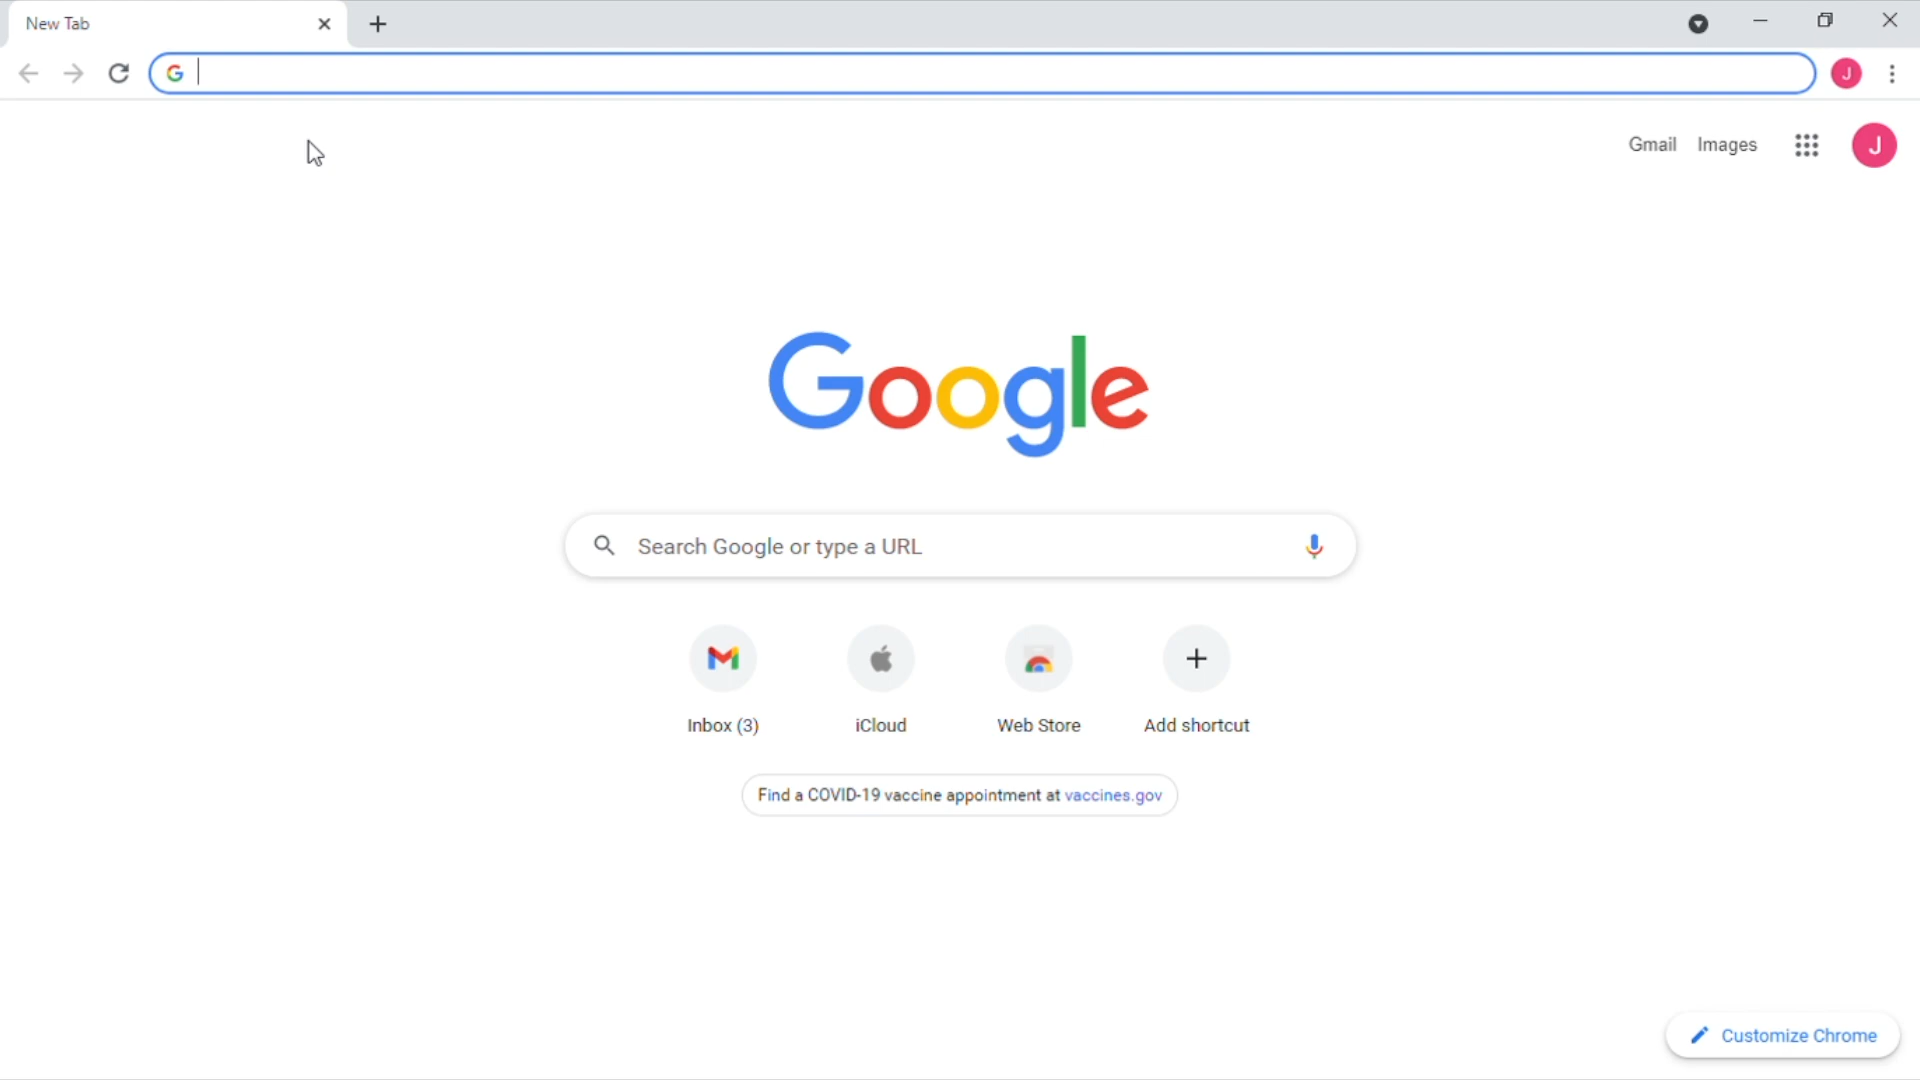 New Tab
J
Gmail Images J
Google
Search Google or type a URL
Inbox (3) iCloud Web Store Add shortcut
Find a COVID-19 vaccine appointment at vaccines.gov
Customize Chrome